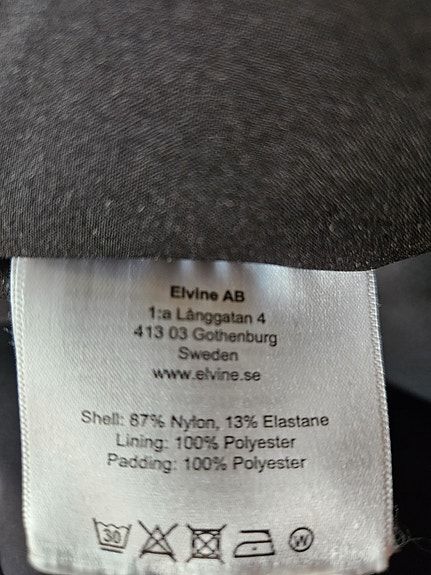 Elvine AB
1:a Långgatan 4
413 03 Gothenburg
Sweden
www.elvine.se
Shell: 87% Nylon, 13% Elastane
Lining: 100% Polyester
Padding: 100% Polyester
30 W